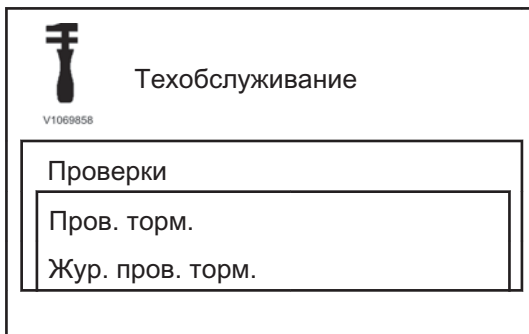 Техобслуживание
V1069858
Проверки
Пров. торм.
Жур. пров. торм.